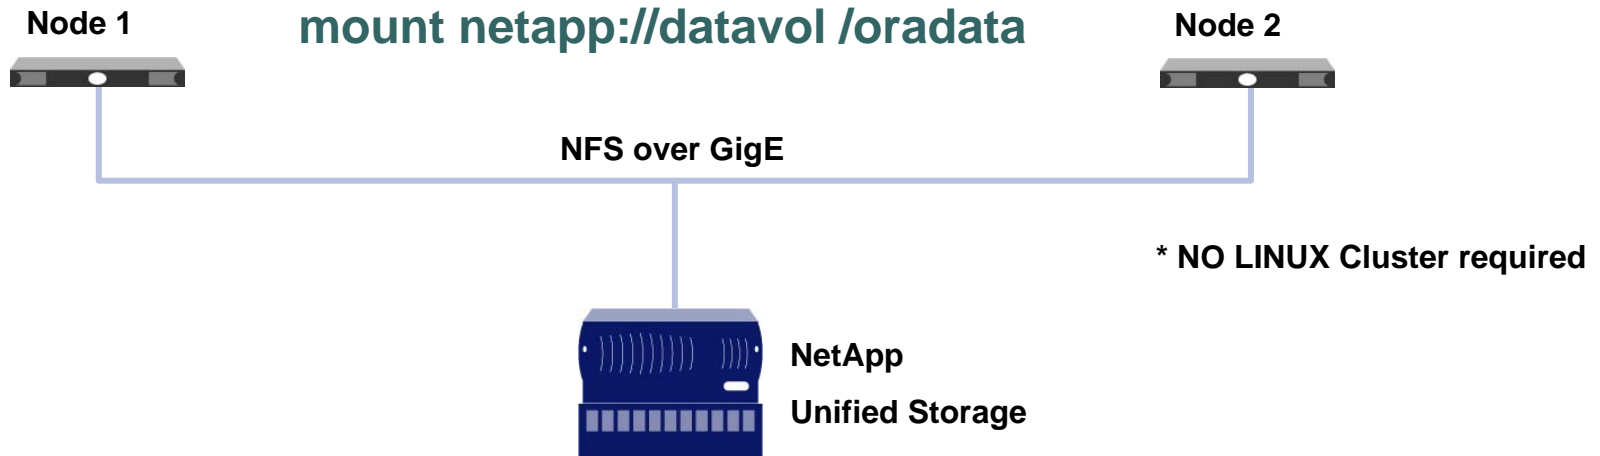 Node 1
mount netapp://datavol /oradata
Node 2
NFS over GigE
* NO LINUX Cluster required
NetApp
Unified Storage